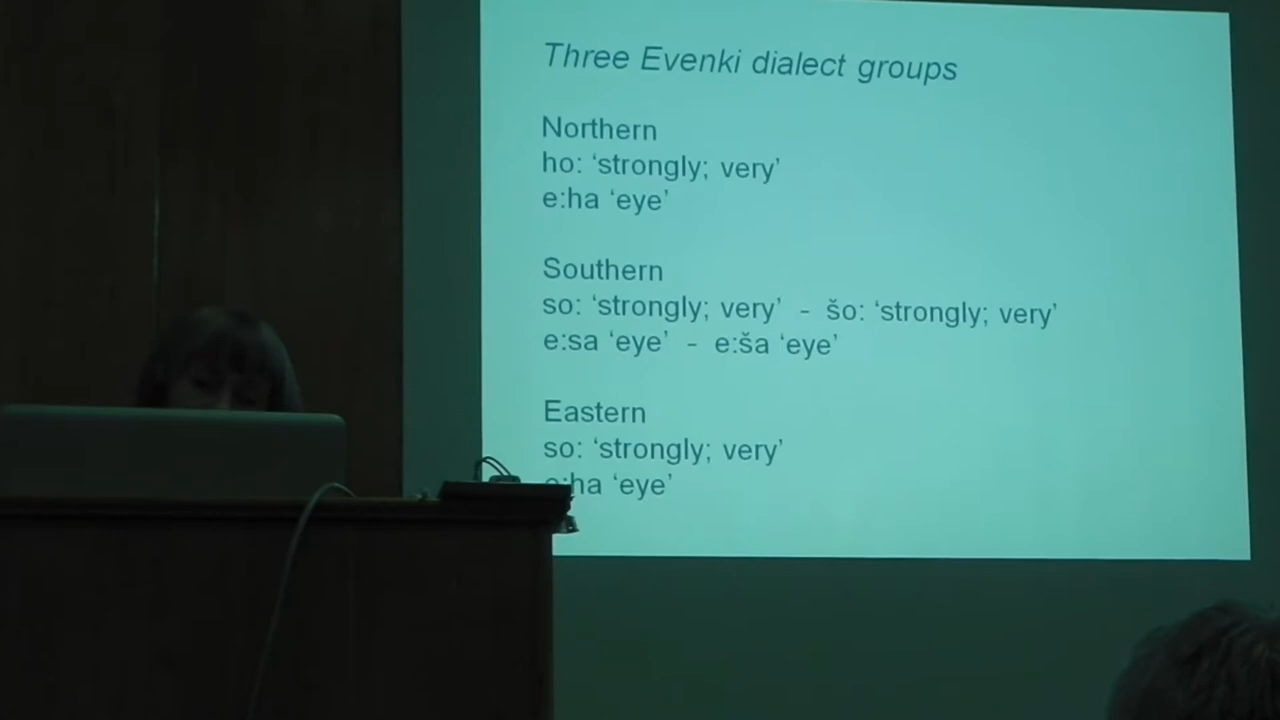 Three Evenki dialect groups
Northern
ho: ‘strongly; very’
e:ha ‘eye’
Southern
so: ‘strongly; very’ - šo: ‘strongly; very’
e:sa ‘eye’ - e:ša ‘eye’
Eastern
so: ‘strongly; very’
e:ha ‘eye’